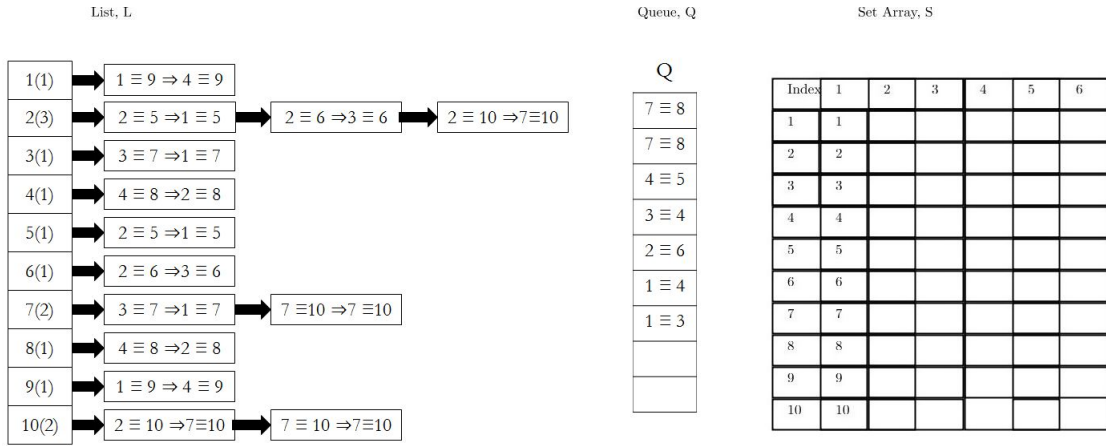 List, L
Queue, Q
Set Array, S
1(1) 1 ≡ 9 ⇒ 4 ≡ 9
2(3) 2 ≡ 5 ⇒1 ≡ 5 2 ≡ 6 ⇒3 ≡ 6 2 ≡ 10 ⇒7≡10
3(1) 3 ≡ 7 ⇒1 ≡ 7
4(1) 4 ≡ 8 ⇒2 ≡ 8
5(1) 2 ≡ 5 ⇒1 ≡ 5
6(1) 2 ≡ 6 ⇒3 ≡ 6
7(2) 3 ≡ 7 ⇒1 ≡ 7 7 ≡10 ⇒7 ≡ 10
8(1) 4 ≡ 8 ⇒2 ≡ 8
9(1) 1 ≡ 9 ⇒ 4 ≡ 9
10(2) 2 ≡ 10 ⇒7≡10 7 ≡ 10 ⇒7≡10
Q
7 ≡ 8
7 ≡ 8
4 ≡ 5
3 ≡ 4
2 ≡ 6
1 ≡ 4
1 ≡ 3
Index 1 2 3 4 5 6
1 1
2 2
3 3
4 4
5 5
6 6
7 7
8 8
9 9
10 10